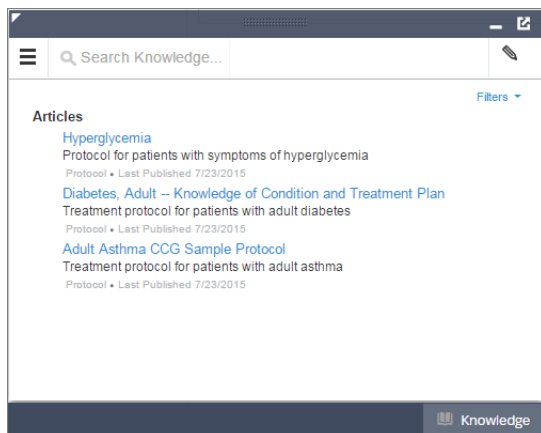 Search Knowledge...
Filters
Articles
Hyperglycemia
Protocol for patients with symptoms of hyperglycemia
Protocol • Last Published 7/23/2015
Diabetes, Adult -- Knowledge of Condition and Treatment Plan
Treatment protocol for patients with adult diabetes
Protocol • Last Published 7/23/2015
Adult Asthma CCG Sample Protocol
Treatment protocol for patients with adult asthma
Protocol • Last Published 7/23/2015
Knowledge